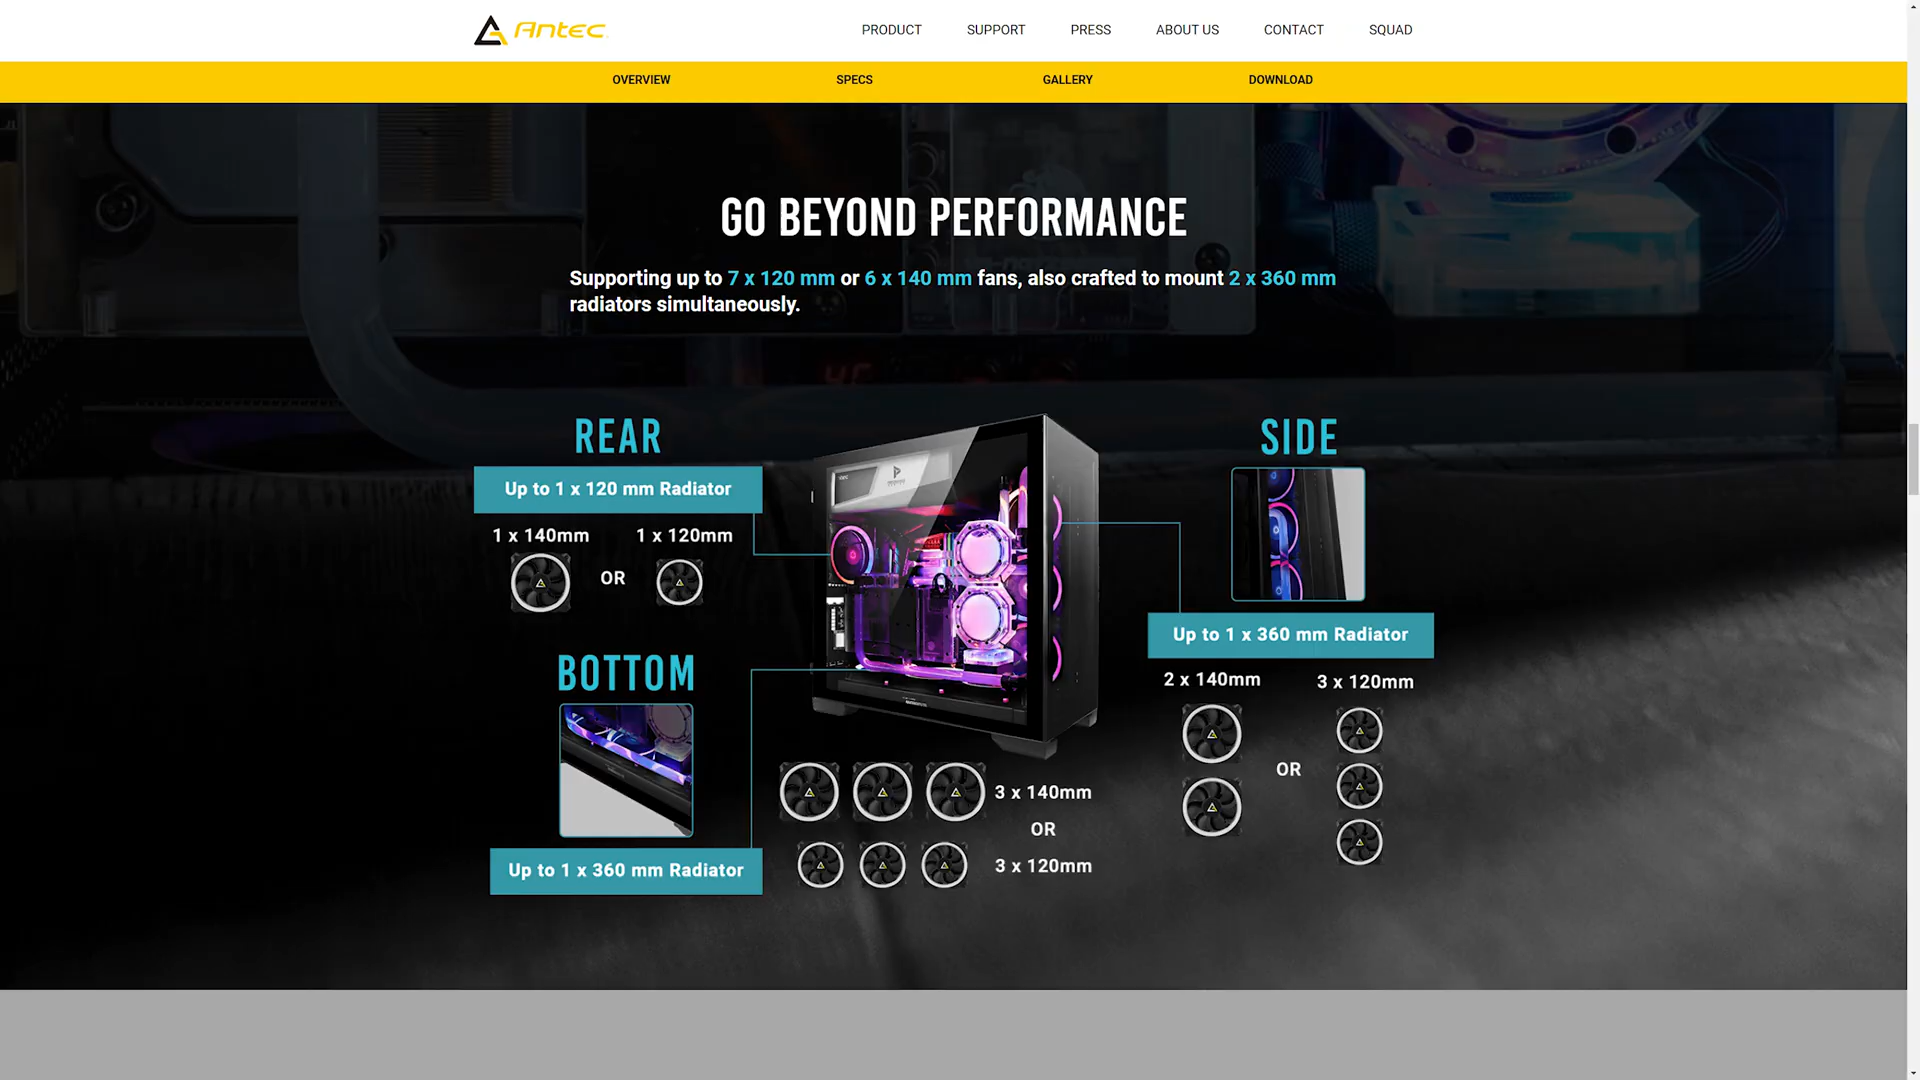 Antec
PRODUCT
SUPPORT
PRESS
ABOUT US
CONTACT
SQUAD
OVERVIEW
SPECS
GALLERY
DOWNLOAD
GO BEYOND PERFORMANCE
Supporting up to 7 x 120 mm or 6 x 140 mm fans, also crafted to mount 2 x 360 mm
radiators simultaneously.
REAR
Up to 1 x 120 mm Radiator
1 x 140mm
1 x 120mm
OR
BOTTOM
Up to 1 x 360 mm Radiator
3 x 140mm
OR
3 x 120mm
SIDE
Up to 1 x 360 mm Radiator
2 x 140mm
3 x 120mm
OR